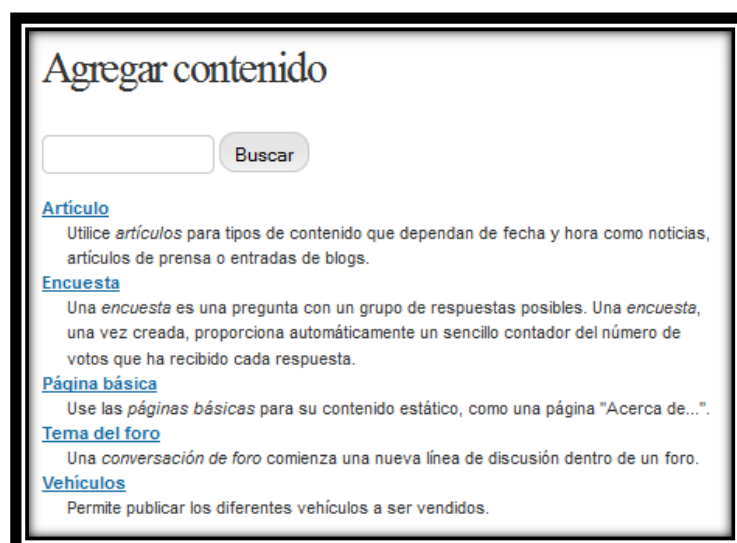 Agregar contenido
Buscar
Artículo
Utilice artículos para tipos de contenido que dependan de fecha y hora como noticias,
artículos de prensa o entradas de blogs.
Encuesta
Una encuesta es una pregunta con un grupo de respuestas posibles. Una encuesta,
una vez creada, proporciona automáticamente un sencillo contador del número de
votos que ha recibido cada respuesta.
Página básica
Use las páginas básicas para su contenido estático, como una página "Acerca de...".
Tema del foro
Una conversación de foro comienza una nueva línea de discusión dentro de un foro.
Vehículos
Permite publicar los diferentes vehículos a ser vendidos.